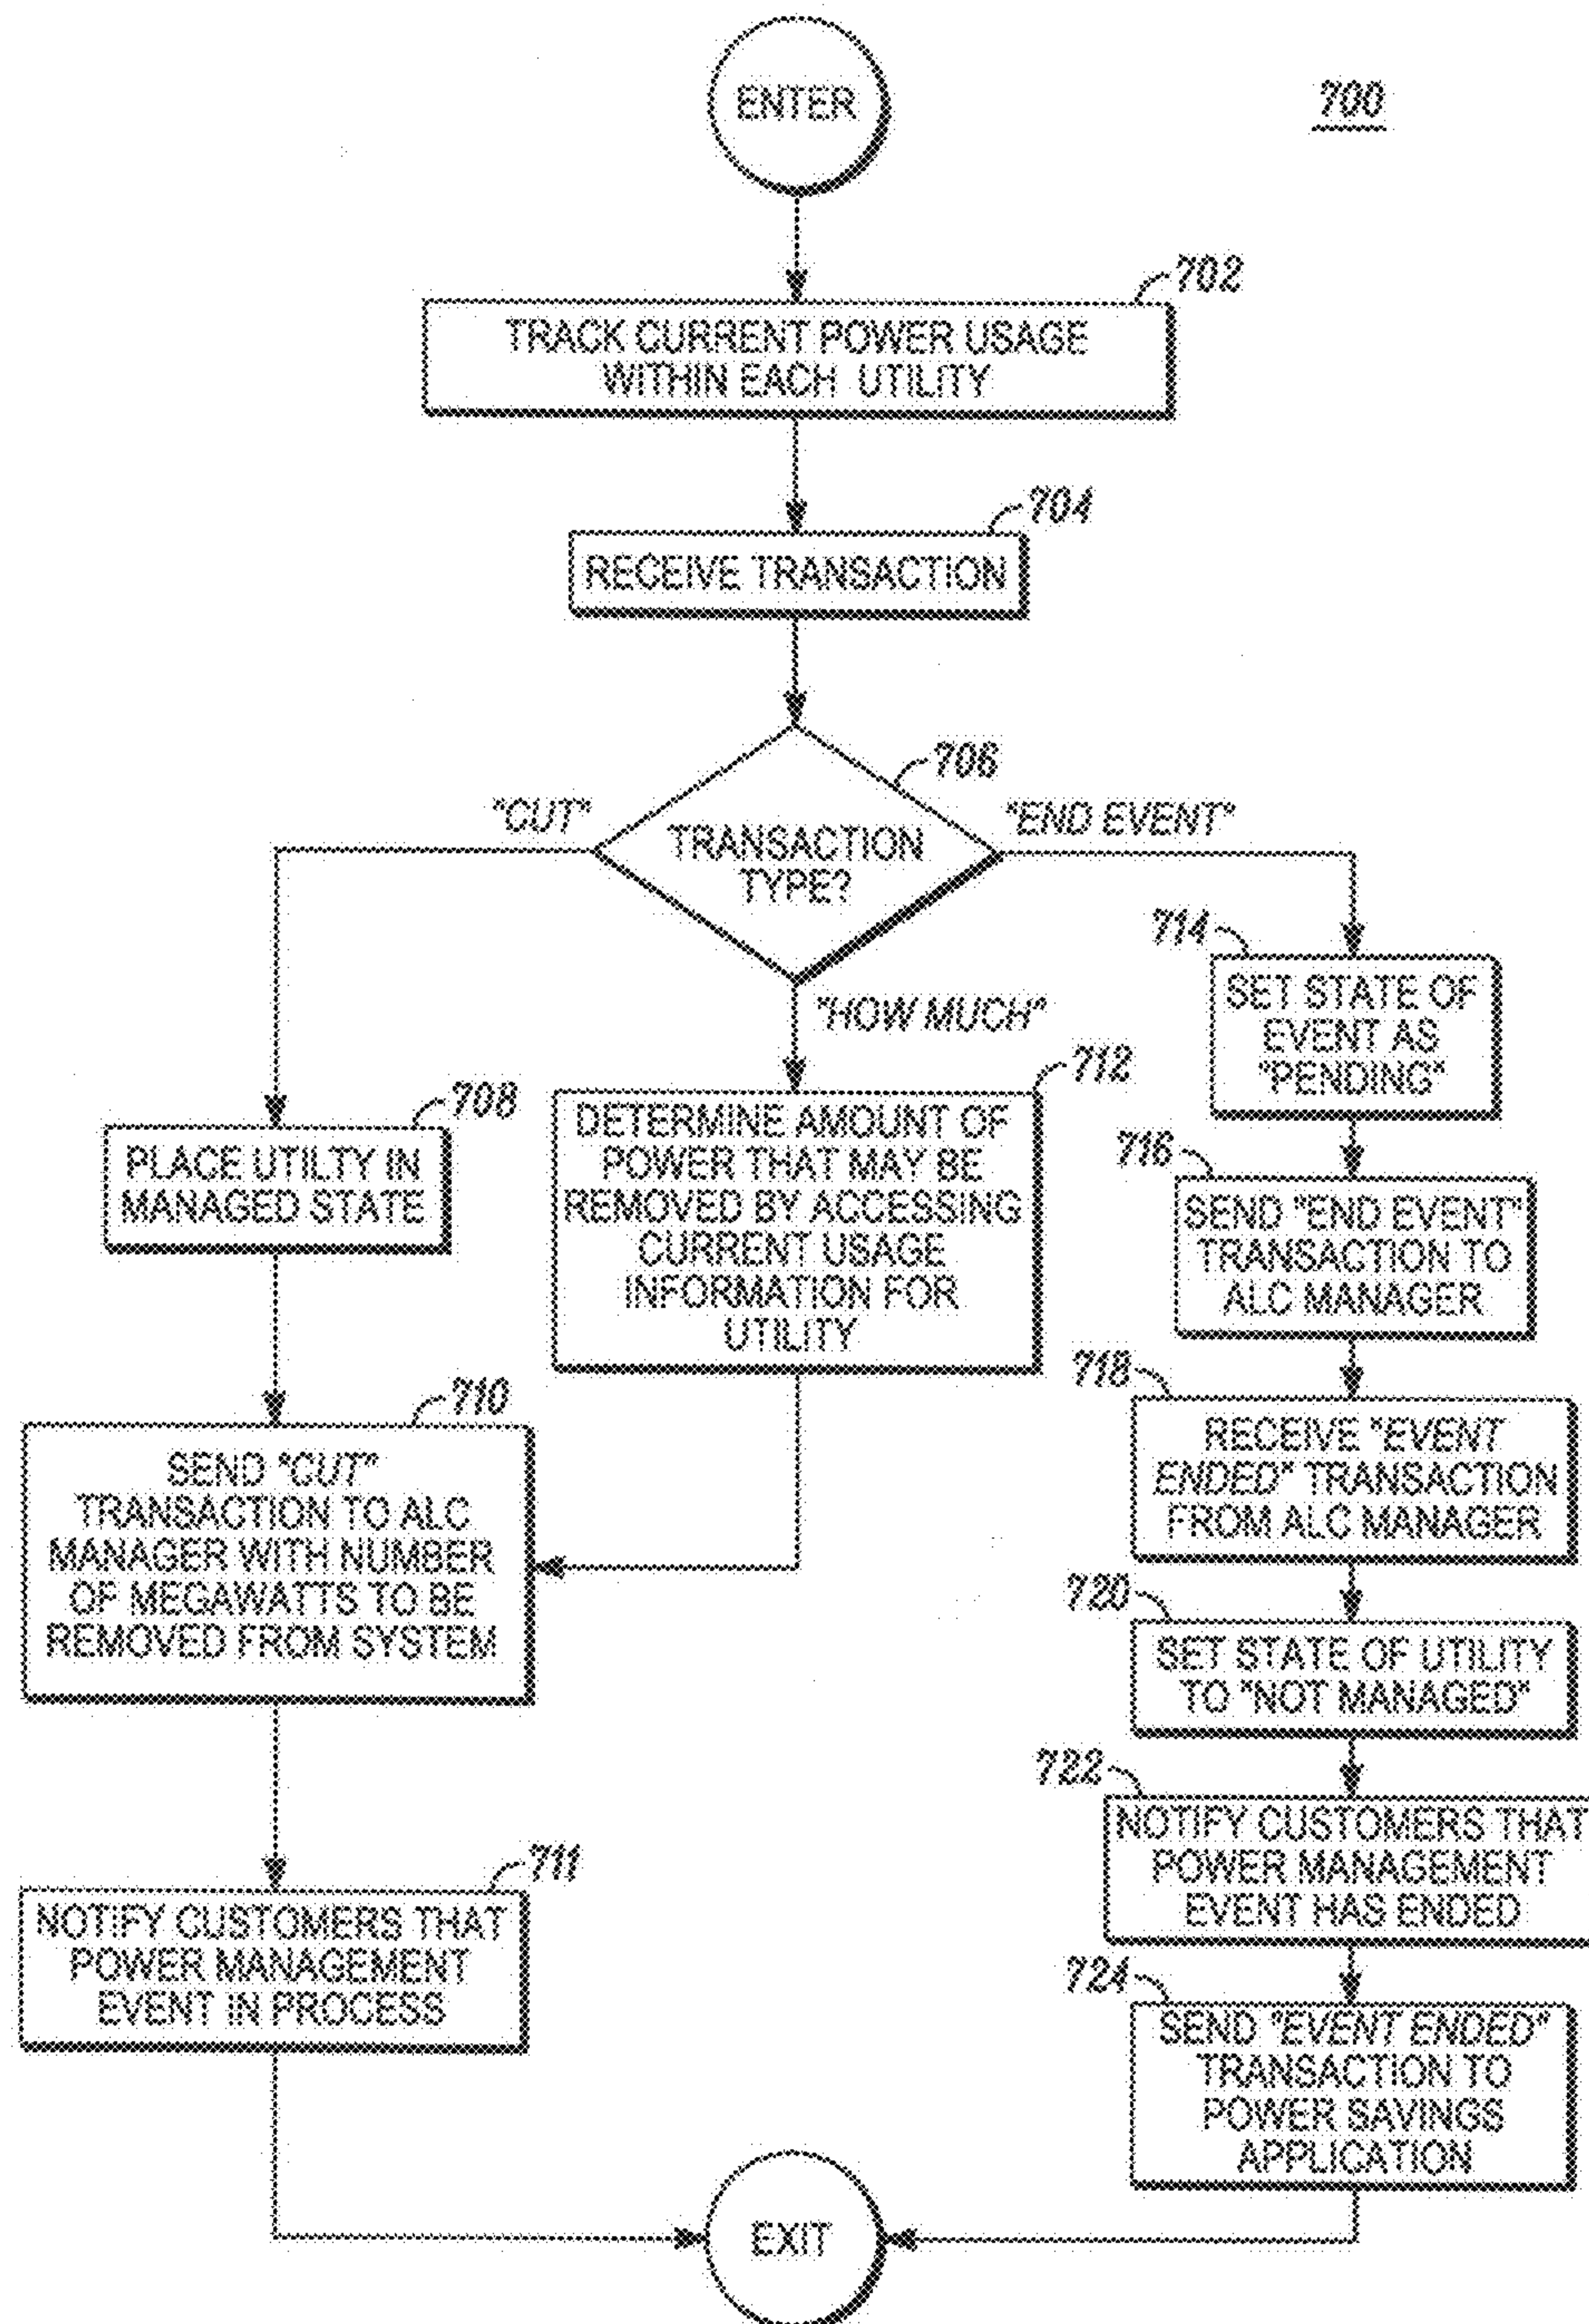 ENTER
700
702
TRACK CURRENT POWER USAGE
WITHIN EACH UTILITY
704
RECEIVE TRANSACTION
706
TRANSACTION
TYPE?
"CUT"
"HOW MUCH"
"END EVENT"
708
PLACE UTILTY IN
MANAGED STATE
710
SEND "CUT"
TRANSACTION TO ALC
MANAGER WITH NUMBER
OF MEGAWATTS TO BE
REMOVED FROM SYSTEM
711
NOTIFY CUSTOMERS THAT
POWER MANAGEMENT
EVENT IN PROCESS
712
DETERMINE AMOUNT OF
POWER THAT MAY BE
REMOVED BY ACCESSING
CURRENT USAGE
INFORMATION FOR
UTILITY
714
SET STATE OF
EVENT AS
"PENDING"
716
SEND "END EVENT"
TRANSACTION TO
ALC MANAGER
718
RECEIVE "EVENT
ENDED" TRANSACTION
FROM ALC MANAGER
720
SET STATE OF UTILITY
TO "NOT MANAGED"
722
NOTIFY CUSTOMERS THAT
POWER MANAGEMENT
EVENT HAS ENDED
724
SEND "EVENT ENDED"
TRANSACTION TO
POWER SAVINGS
APPLICATION
EXIT